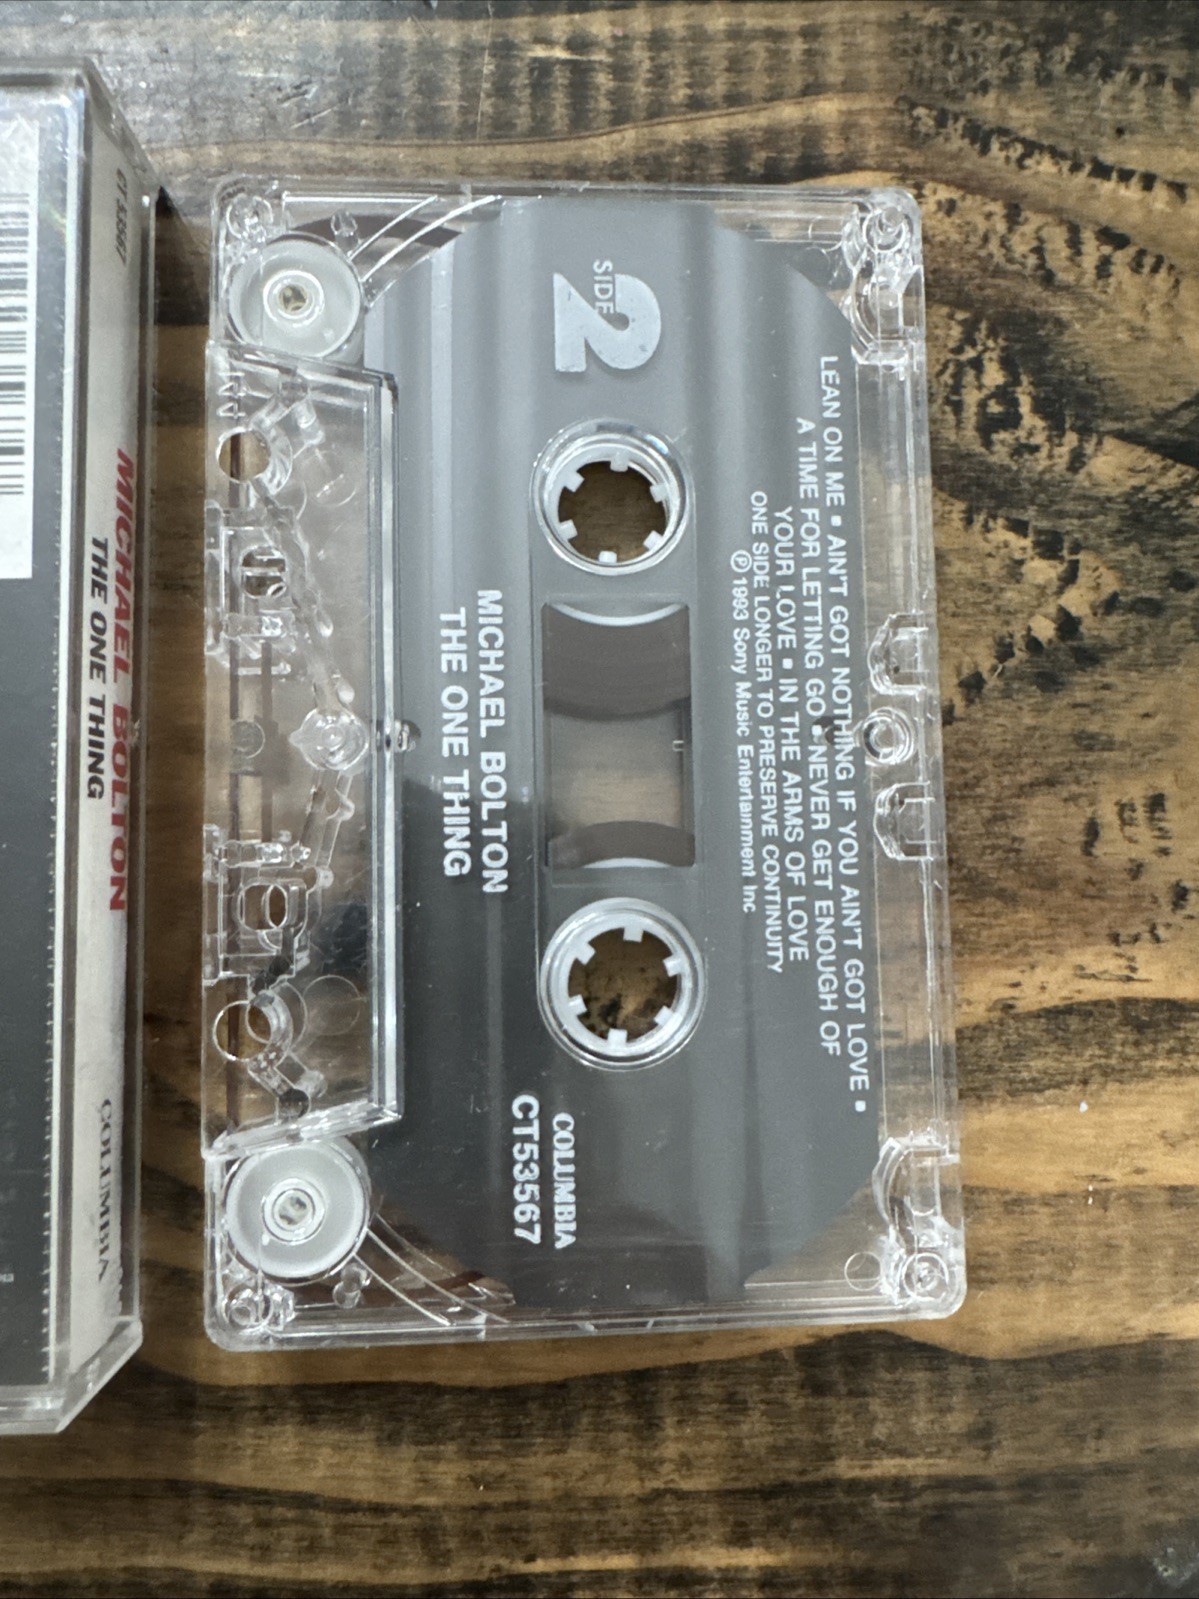 SIDE
2
LEAN ON ME ▪ AIN'T GOT NOTHING IF YOU AIN'T GOT LOVE ▪
A TIME FOR LETTING GO ▪ NEVER GET ENOUGH OF
YOUR LOVE ▪ IN THE ARMS OF LOVE
ONE SIDE LONGER TO PRESERVE CONTINUITY
Ⓟ 1993 Sony Music Entertainment Inc
MICHAEL BOLTON
THE ONE THING
COLUMBIA
CT53567
CT 53567
MICHAEL BOLTON
THE ONE THING
COLUMBIA